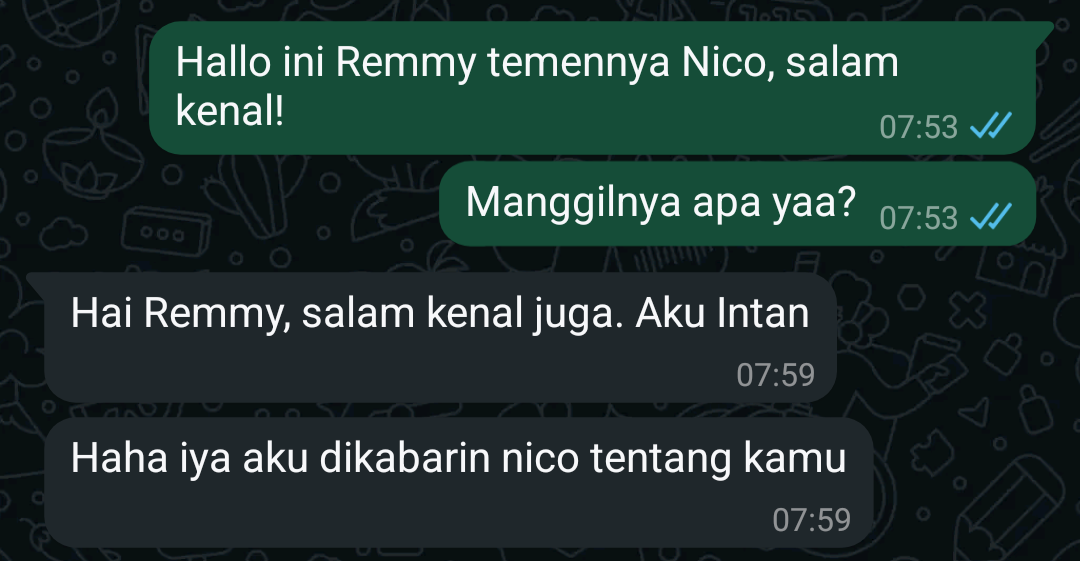 Hallo ini Remmy temennya Nico, salam
kenal!
07:53
Manggilnya apa yaa?
07:53
Hai Remmy, salam kenal juga. Aku Intan
07:59
Haha iya aku dikabarin nico tentang kamu
07:59